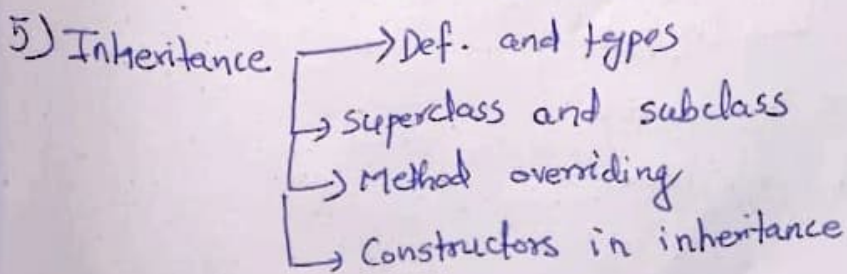 5) Inheritance → Def. and types
→ Superclass and subclass
→ Method overriding
→ Constructors in inheritance